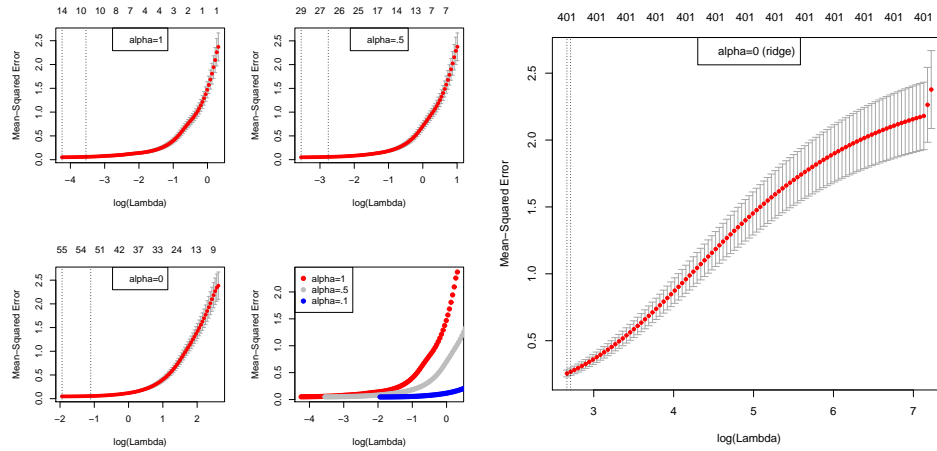 14 10 10 8 7 4 2 1 1
alpha=1
Mean−Squared Error
2.5
2.0
1.5
1.0
0.5
0.0
−4 −3 −2 −1 0
log(Lambda)
29 27 26 25 17 14 13 7 7
alpha=.5
Mean−Squared Error
2.5
2.0
1.5
1.0
0.5
0.0
−3 −2 −1 0 1
log(Lambda)
55 54 51 42 37 33 24 13 9
alpha=0
Mean−Squared Error
2.5
2.0
1.5
1.0
0.5
0.0
−2 −1 0 1 2
log(Lambda)
alpha=1
alpha=.5
alpha=.1
Mean−Squared Error
2.0
1.5
1.0
0.5
0.0
−4 −3 −2 −1 0
log(Lambda)
401 401 401 401 401 401 401 401 401 401
alpha=0 (ridge)
Mean−Squared Error
2.5
2.0
1.5
1.0
0.5
3 4 5 6 7
log(Lambda)